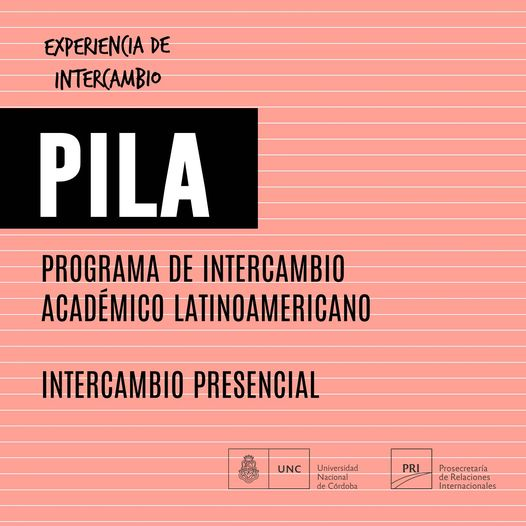 EXPERIENCIA DE
INTERCAMBIO
PILA
PROGRAMA DE INTERCAMBIO
ACADÉMICO LATINOAMERICANO
INTERCAMBIO PRESENCIAL
UNC
Universidad
Nacional
de Córdoba
PRI
Prosecretaría
de Relaciones
Internacionales